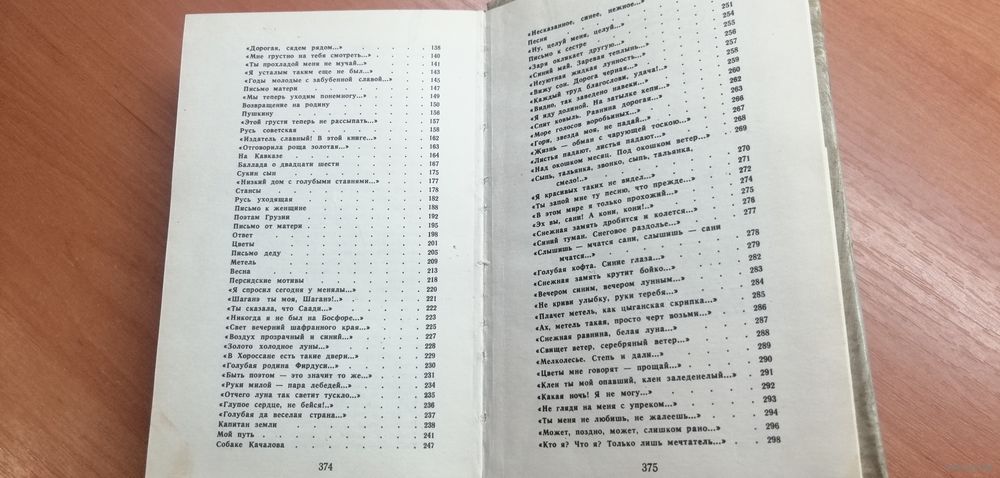 «Дорогая, сядем рядом...» 138
«Мне грустно на тебя смотреть...» 140
«Ты прохладой меня не мучай...» 141
«Я усталым таким еще не был...» 143
«Годы молодые с забубенной славой...» 145
Письмо матери 147
«Мы теперь уходим понемногу...» 149
Возвращение на родину 150
Пушкину 156
«Этой грусти теперь не рассыпать...» 157
Русь советская 158
«Издатель славный! В этой книге...» 162
«Отговорила роща золотая...» 163
На Кавказе 164
Баллада о двадцати шести 167
Сукин сын 175
«Низкий дом с голубыми ставнями...» 177
Стансы 178
Русь уходящая 182
Письмо к женщине 188
Поэтам Грузии 192
Письмо от матери 195
Ответ 198
Цветы 201
Письмо деду 205
Метель 209
Весна 213
Персидские мотивы 218
«Я спросил сегодня у менялы...» 220
«Шаганэ ты моя, Шаганэ!..» 221
«Ты сказала, что Саади...» 222
«Никогда я не был на Босфоре...» 223
«Свет вечерний шафранного края...» 225
«Воздух прозрачный и синий...» 227
«Золото холодное луны...» 228
«В Хороссане есть такие двери...» 229
«Голубая родина Фирдуси...» 230
«Быть поэтом — это значит то же...» 231
«Руки милой — пара лебедей...» 234
«Отчего луна так светит тускло...» 235
«Глупое сердце, не бейся!..» 236
«Голубая да веселая страна...» 237
Капитан земли 238
Мой путь 241
Собаке Качалова 247
374
«Несказанное, синее, нежное...»
Песня
«Ну, целуй меня, целуй...»
Письмо к сестре 251
«Заря окликает другую...»
«Синий май. Заревая теплынь...» 255
«Неуютная жидкая лунность...» 256
«Вижу сон. Дорога черная...» 257
«Каждый труд благослови, удача!..» 258
«Видно, так заведено навеки...» 259
«Я иду долиной. На затылке кепи...» 260
«Спит ковыль. Равнина дорогая...» 262
«Море голосов воробьиных...» 263
«Гори, звезда моя, не падай...» 266
«Жизнь — обман с чарующей тоскою...» 267
«Листья падают, листья падают...» 268
«Над окошком месяц. Под окошком ветер...» 269
«Сыпь, тальянка, звонко, сыпь, тальянка,
смело!..» 270
«Я красивых таких не видел...» 271
«Ты запой мне ту песню, что прежде...» 272
«В этом мире я только прохожий...» 274
«Эх вы, сани! А кони, кони!..» 275
«Снежная замять дробится и колется...» 276
«Синий туман. Снеговое раздолье...» 277
«Слышишь — мчатся сани, слышишь — сани
мчатся...» 278
«Голубая кофта. Синие глаза...» 279
«Снежная замять крутит бойко...» 282
«Вечером синим, вечером лунным...» 283
«Не криви улыбку, руки теребя...» 284
«Плачет метель, как цыганская скрипка...» 285
«Ах, метель такая, просто черт возьми...» 286
«Снежная равнина, белая луна...» 287
«Свищет ветер, серебряный ветер...» 288
«Мелколесье. Степь и дали...» 289
«Цветы мне говорят — прощай...» 290
«Клен ты мой опавший, клен заледенелый...» 291
«Какая ночь! Я не могу...» 292
«Не гляди на меня с упреком...» 293
«Ты меня не любишь, не жалеешь...» 294
«Может, поздно, может, слишком рано...» 296
«Кто я? Что я? Только лишь мечтатель...» 298
375